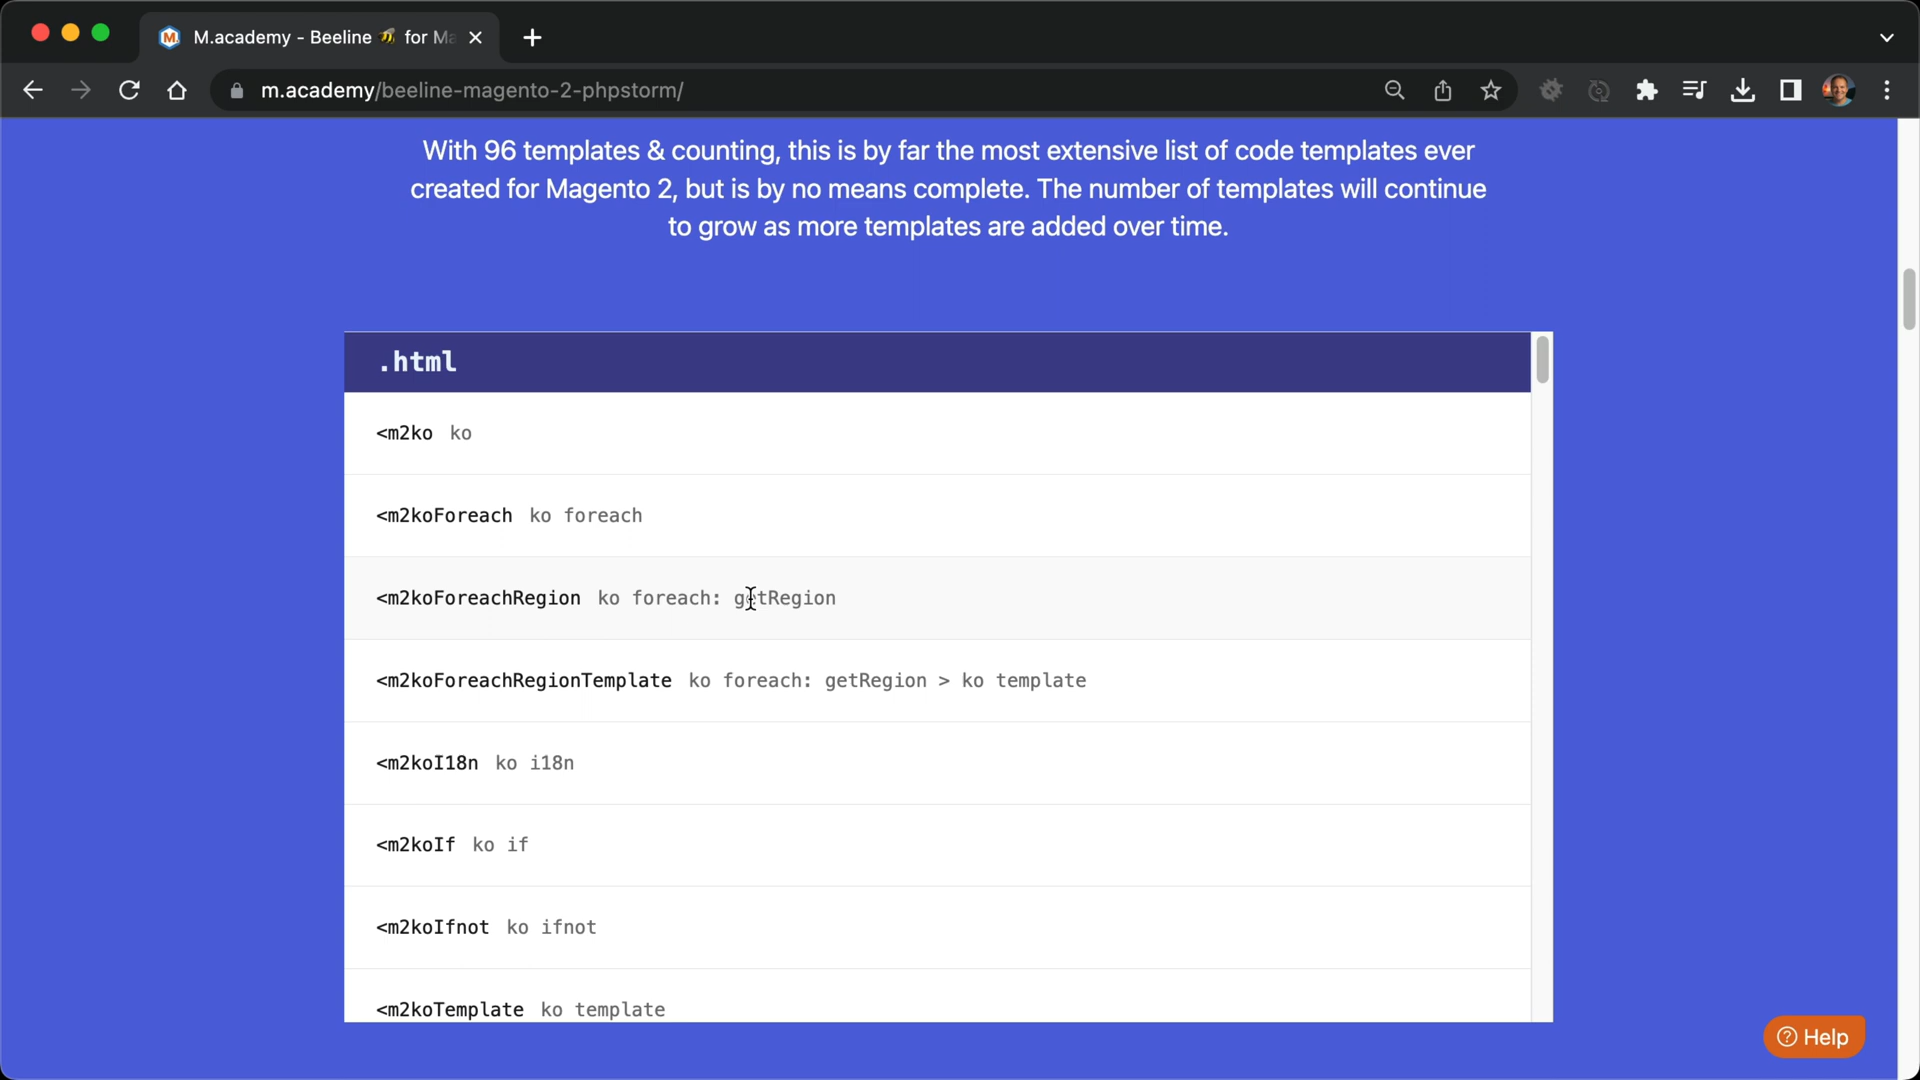 M.academy - Beeline 🐝 for Ma
m.academy/beeline-magento-2-phpstorm/
With 96 templates & counting, this is by far the most extensive list of code templates ever
created for Magento 2, but is by no means complete. The number of templates will continue
to grow as more templates are added over time.
.html
<m2ko ko
<m2koForeach ko foreach
<m2koForeachRegion ko foreach: getRegion
<m2koForeachRegionTemplate ko foreach: getRegion > ko template
<m2koI18n ko i18n
<m2koIf ko if
<m2koIfnot ko ifnot
<m2koTemplate ko template
Help